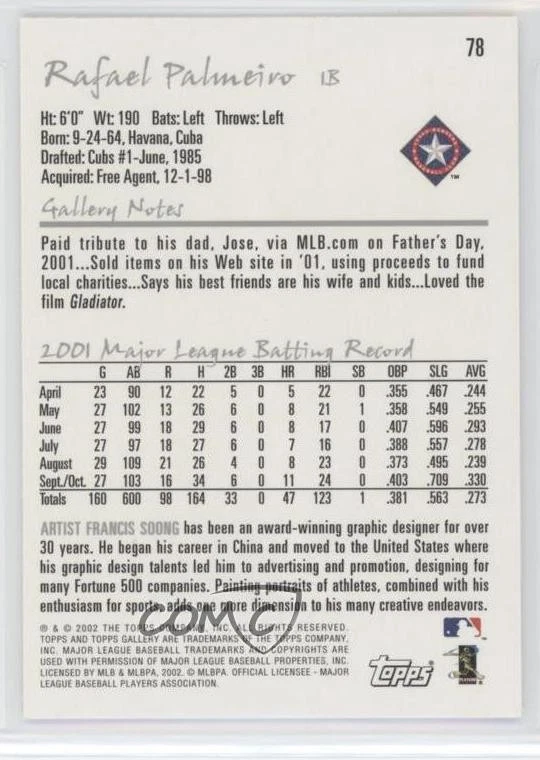 78
Rafael Palmeiro 1B
Ht: 6'0" Wt: 190 Bats: Left Throws: Left
Born: 9-24-64, Havana, Cuba
Drafted: Cubs #1-June, 1985
Acquired: Free Agent, 12-1-98
TM
Gallery Notes
Paid tribute to his dad, Jose, via MLB.com on Father's Day,
2001...Sold items on his Web site in '01, using proceeds to fund
local charities...Says his best friends are his wife and kids...Loved the
film Gladiator.
2001 Major League Batting Record
G AB R H 2B 3B HR RBI SB OBP SLG AVG
April 23 90 12 22 5 0 5 22 0 .355 .467 .244
May 27 102 13 26 6 0 8 21 1 .358 .549 .255
June 27 99 18 29 6 0 8 17 0 .407 .596 .293
July 27 97 18 27 6 0 7 16 0 .388 .557 .278
August 29 109 21 26 4 0 8 23 0 .373 .495 .239
Sept./Oct. 27 103 16 34 6 0 11 24 0 .403 .709 .330
Totals 160 600 98 164 33 0 47 123 1 .381 .563 .273
ARTIST FRANCIS SOONG has been an award-winning graphic designer for over
30 years. He began his career in China and moved to the United States where
his graphic design talents led him to advertising and promotion, designing for
many Fortune 500 companies. Painting portraits of athletes, combined with his
enthusiasm for sports adds one more dimension to his many creative endeavors.
COMC
® & © 2002 THE TOPPS COMPANY, INC. ALL RIGHTS RESERVED.
TOPPS AND TOPPS GALLERY ARE TRADEMARKS OF THE TOPPS COMPANY,
INC. MAJOR LEAGUE BASEBALL TRADEMARKS AND COPYRIGHTS ARE
USED WITH PERMISSION OF MAJOR LEAGUE BASEBALL PROPERTIES, INC.
LICENSED BY MLB & MLBPA, 2002. © MLBPA. OFFICIAL LICENSEE - MAJOR
LEAGUE BASEBALL PLAYERS ASSOCIATION.
topps